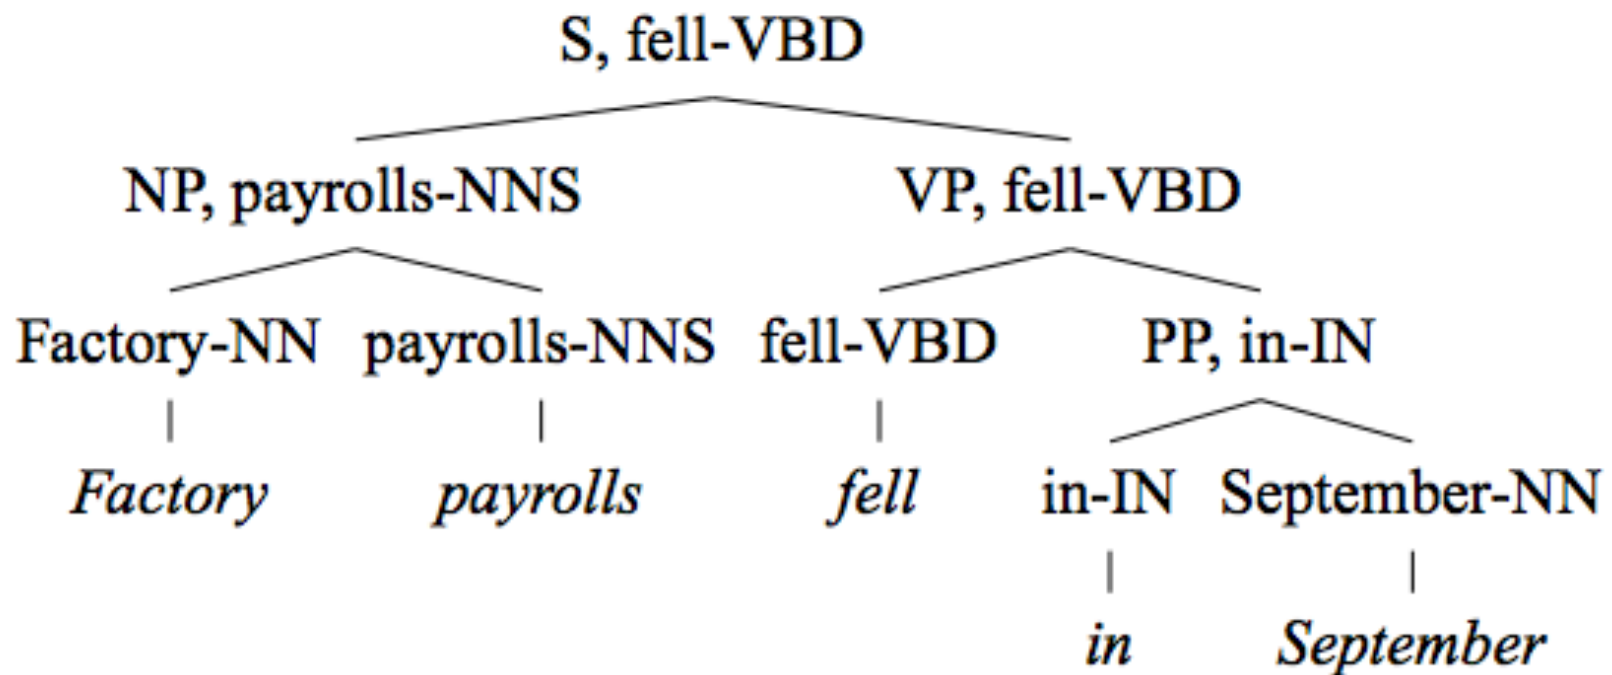 S, fell-VBD
NP, payrolls-NNS VP, fell-VBD
Factory-NN payrolls-NNS fell-VBD PP, in-IN
Factory payrolls fell in-IN September-NN
in September